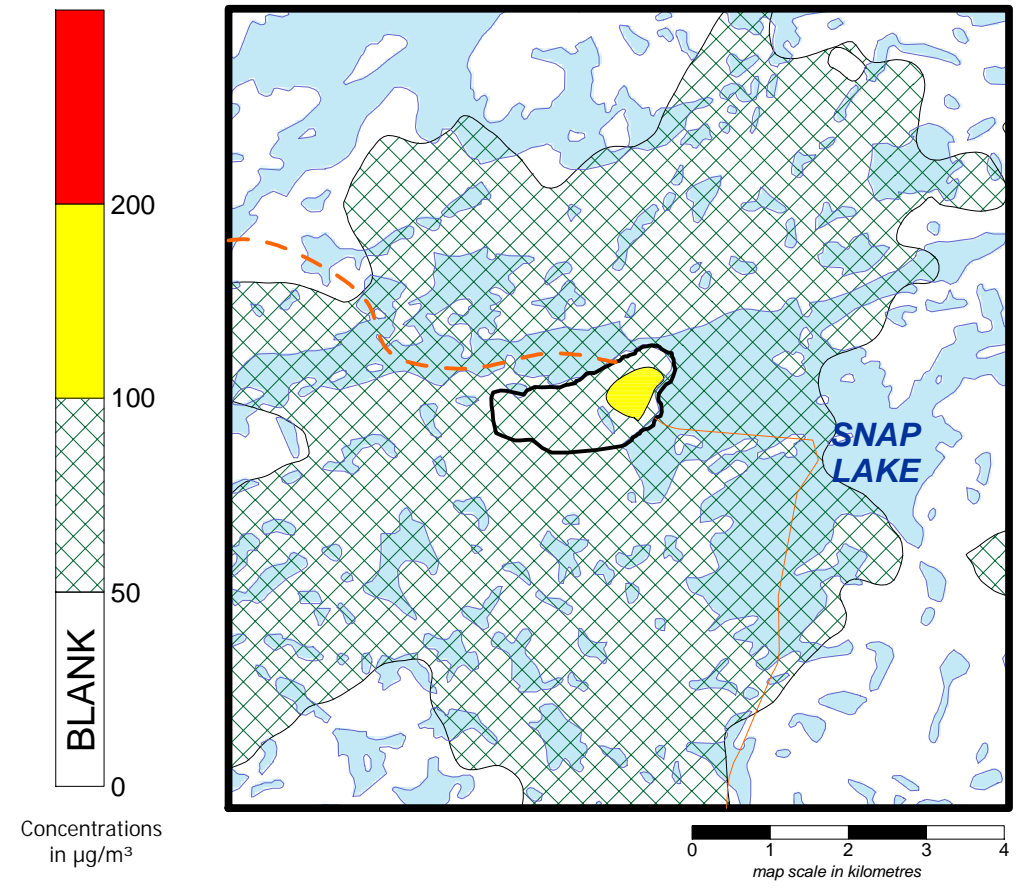 200
100
50
BLANK
0
Concentrations
in µg/m³
SNAP
LAKE
0 1 2 3 4
map scale in kilometres